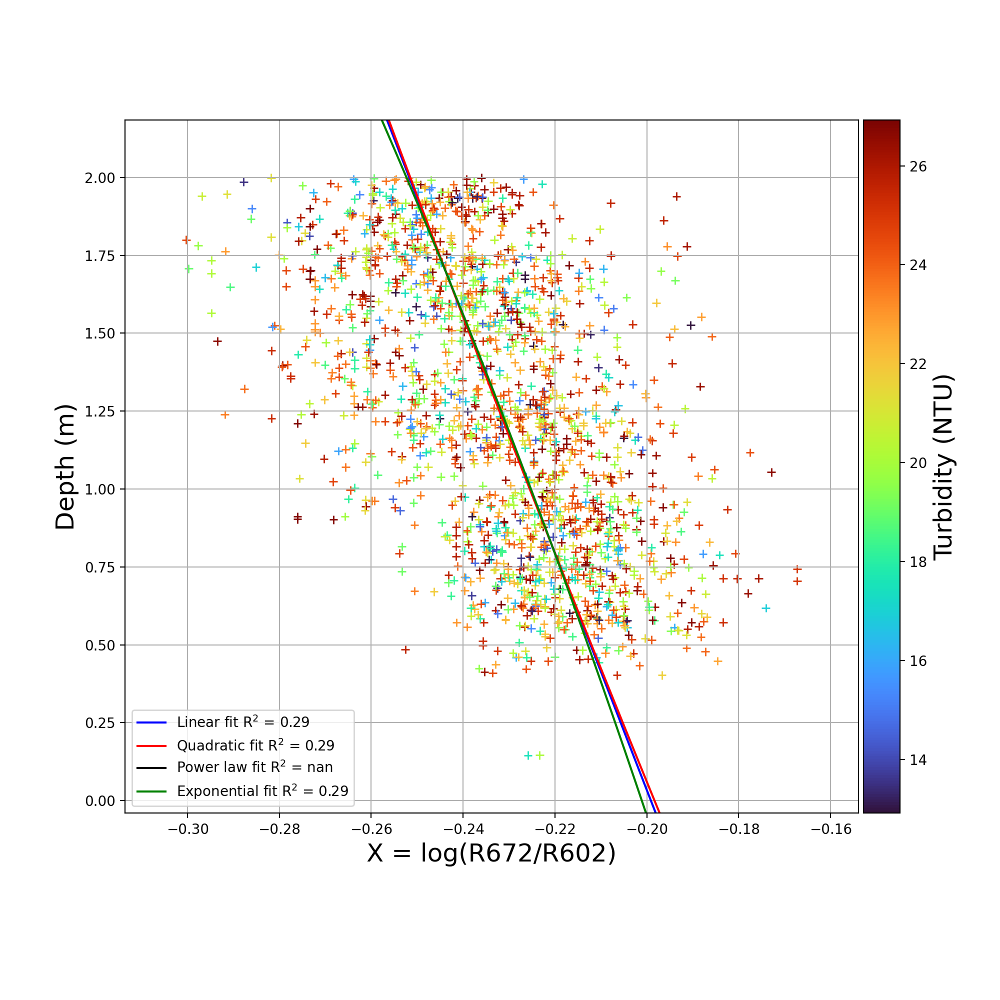 2.00
1.75
1.50
1.25
1.00
0.75
0.50
0.25
0.00
Depth (m)
Linear fit R² = 0.29
Quadratic fit R² = 0.29
Power law fit R² = nan
Exponential fit R² = 0.29
−0.30 −0.28 −0.26 −0.24 −0.22 −0.20 −0.18 −0.16
X = log(R672/R602)
26
24
22
20
18
16
14
Turbidity (NTU)